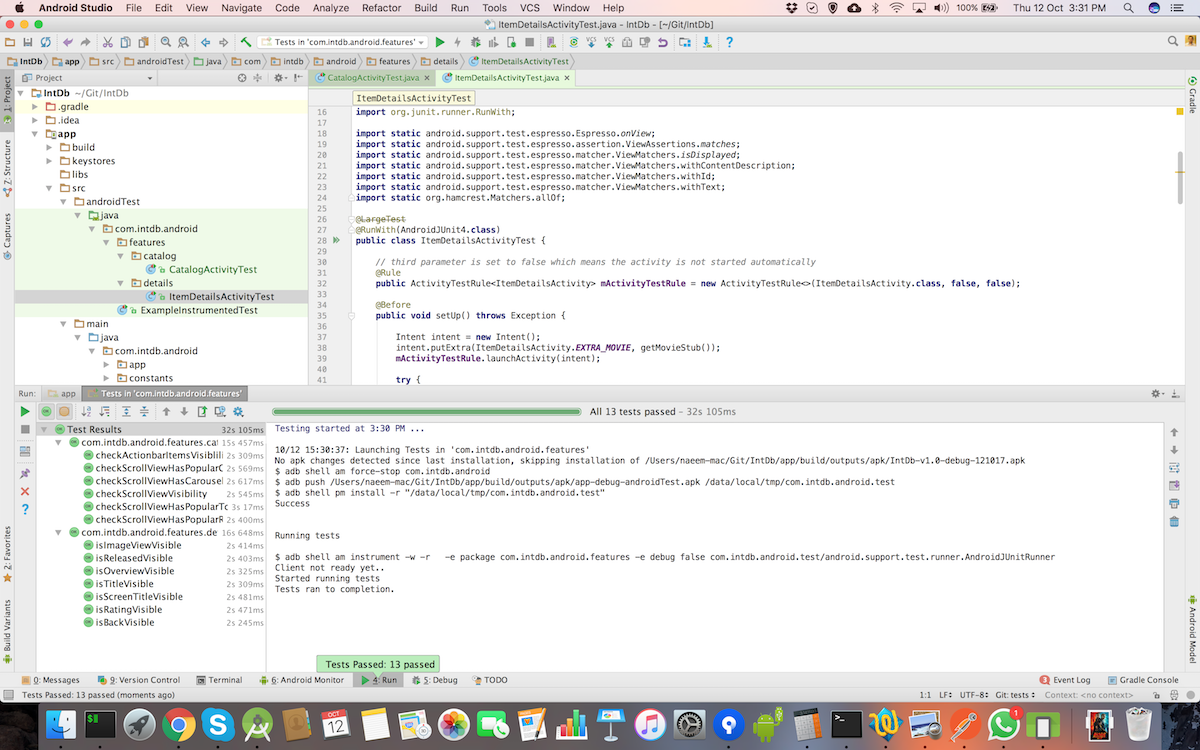 Android Studio File Edit View Navigate Code Analyze Refactor Build Run Tools VCS Window Help 100% Thu 12 Oct 3:31 PM
ItemDetailsActivityTest.java - IntDb - [~/Git/IntDb]
Tests in 'com.intdb.android.features'
IntDb app src androidTest java com intdb android features details ItemDetailsActivityTest
Project
CatalogActivityTest.java
ItemDetailsActivityTest.java
1: Project
Z: Structure
Captures
2: Favorites
Build Variants
Gradle
Android Model
IntDb ~/Git/IntDb
.gradle
.idea
app
build
keystores
libs
src
androidTest
java
com.intdb.android
features
catalog
CatalogActivityTest
details
ItemDetailsActivityTest
ExampleInstrumentedTest
main
java
com.intdb.android
app
constants
ItemDetailsActivityTest
16 import org.junit.runner.RunWith;
17
18 import static android.support.test.espresso.Espresso.onView;
19 import static android.support.test.espresso.assertion.ViewAssertions.matches;
20 import static android.support.test.espresso.matcher.ViewMatchers.isDisplayed;
21 import static android.support.test.espresso.matcher.ViewMatchers.withContentDescription;
22 import static android.support.test.espresso.matcher.ViewMatchers.withId;
23 import static android.support.test.espresso.matcher.ViewMatchers.withText;
24 import static org.hamcrest.Matchers.allOf;
25
26 @LargeTest
27 @RunWith(AndroidJUnit4.class)
28 public class ItemDetailsActivityTest {
29
30 // third parameter is set to false which means the activity is not started automatically
31 @Rule
32 public ActivityTestRule<ItemDetailsActivity> mActivityTestRule = new ActivityTestRule<>(ItemDetailsActivity.class, false, false);
33
34 @Before
35 public void setUp() throws Exception {
36
37 Intent intent = new Intent();
38 intent.putExtra(ItemDetailsActivity.EXTRA_MOVIE, getMovieStub());
39 mActivityTestRule.launchActivity(intent);
40
41 try {
Run: app Tests in 'com.intdb.android.features'
All 13 tests passed - 32s 105ms
Test Results 32s 105ms
com.intdb.android.features.cat 15s 457ms
checkActionbarItemsVisiblili 2s 309ms
checkScrollViewHasPopularC 2s 569ms
checkScrollViewHasCarousel 2s 617ms
checkScrollViewVisibility 2s 545ms
checkScrollViewHasPopularTc 3s 17ms
checkScrollViewHasPopularF 2s 400ms
com.intdb.android.features.de 16s 648ms
isImageViewVisible 2s 414ms
isReleasedVisible 2s 403ms
isOverviewVisible 2s 325ms
isTitleVisible 2s 309ms
isScreenTitleVisible 2s 481ms
isRatingVisible 2s 471ms
isBackVisible 2s 245ms
Testing started at 3:30 PM ...
10/12 15:30:37: Launching Tests in 'com.intdb.android.features'
No apk changes detected since last installation, skipping installation of /Users/naeem-mac/Git/IntDb/app/build/outputs/apk/IntDb-v1.0-debug-121017.apk
$ adb shell am force-stop com.intdb.android
$ adb push /Users/naeem-mac/Git/IntDb/app/build/outputs/apk/app-debug-androidTest.apk /data/local/tmp/com.intdb.android.test
$ adb shell pm install -r "/data/local/tmp/com.intdb.android.test"
Success
Running tests
$ adb shell am instrument -w -r -e package com.intdb.android.features -e debug false com.intdb.android.test/android.support.test.runner.AndroidJUnitRunner
Client not ready yet..
Started running tests
Tests ran to completion.
Tests Passed: 13 passed
0: Messages 9: Version Control Terminal 6: Android Monitor 4: Run 5: Debug TODO 3 Event Log Gradle Console
Tests Passed: 13 passed (moments ago) 1:1 LF÷ UTF-8÷ Git: tests÷ Context: <no context>
OCT
12
1